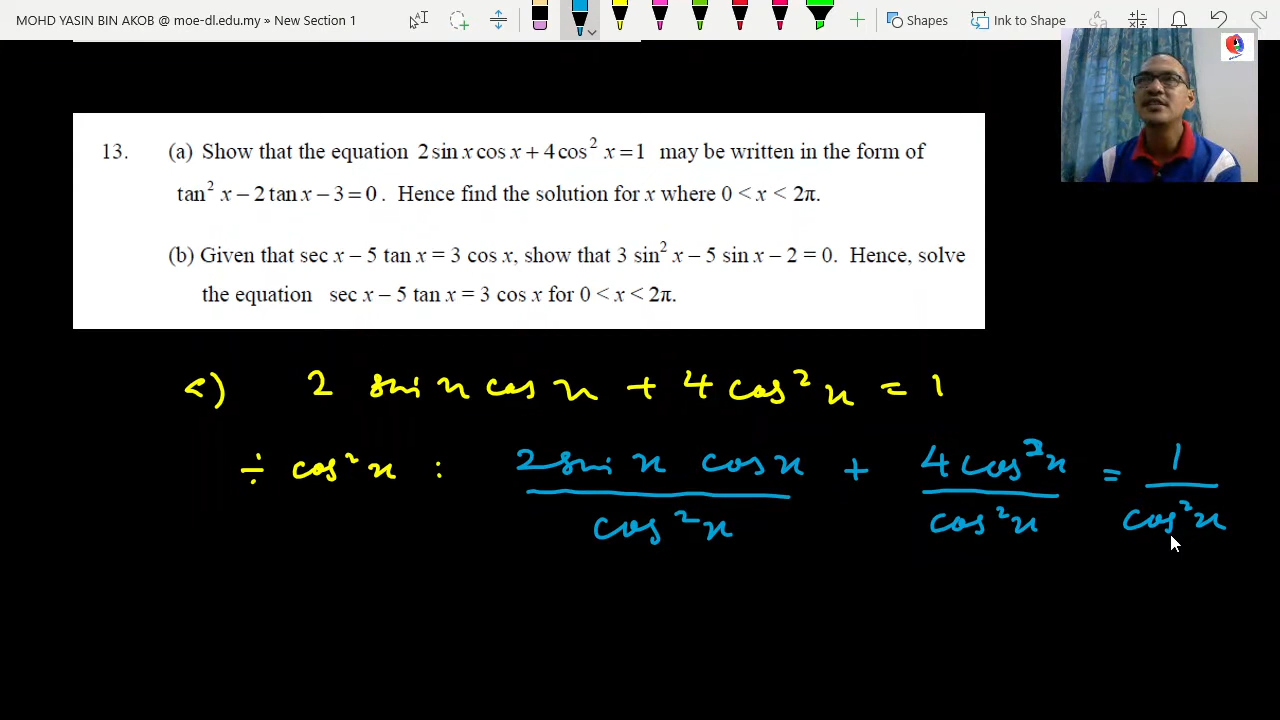 MOHD YASIN BIN AKOB @ moe-dl.edu.my » New Section 1
Shapes
Ink to Shape
13. (a) Show that the equation 2 sin x cos x + 4 cos² x = 1 may be written in the form of
tan² x – 2 tan x – 3 = 0. Hence find the solution for x where 0 < x < 2π.
(b) Given that sec x – 5 tan x = 3 cos x, show that 3 sin² x – 5 sin x – 2 = 0. Hence, solve
the equation sec x – 5 tan x = 3 cos x for 0 < x < 2π.
a) 2 sin x cos x + 4 cos² x = 1
÷ cos² x : 2 sin x cos x / cos² x + 4 cos² x / cos² x = 1 / cos² x